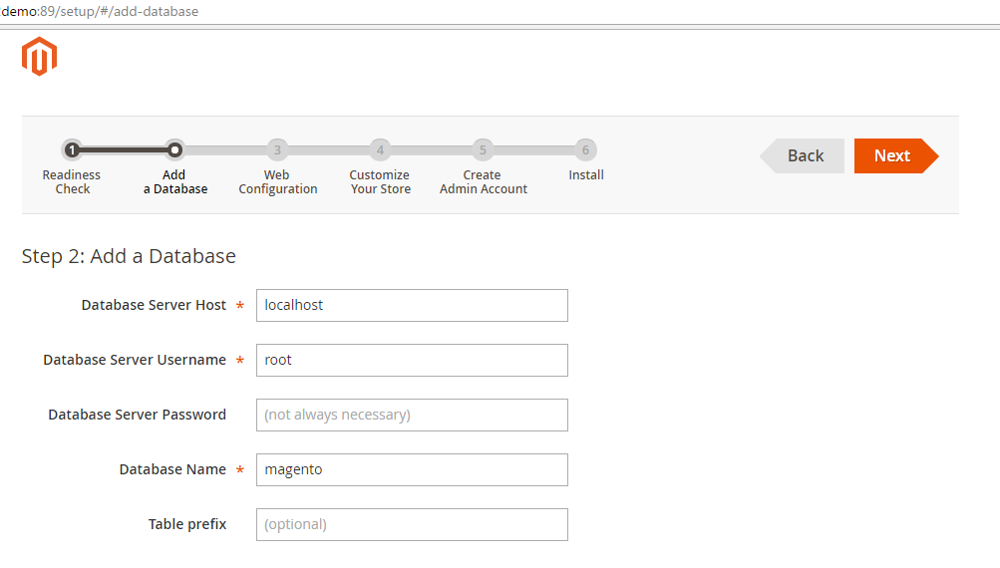 demo:89/setup/#/add-database
1 3 4 5 6
Readiness Add Web Customize Create Install
Check a Database Configuration Your Store Admin Account
Back Next
Step 2: Add a Database
Database Server Host * localhost
Database Server Username * root
Database Server Password (not always necessary)
Database Name * magento
Table prefix (optional)